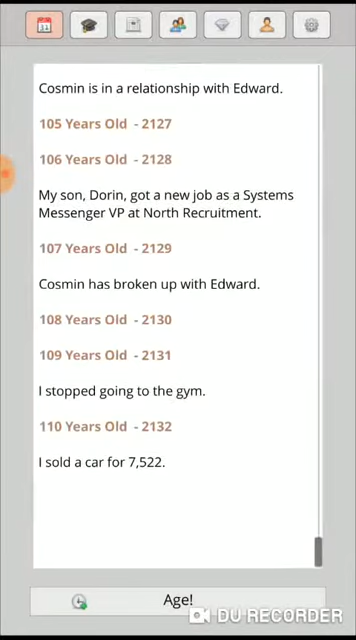 Cosmin is in a relationship with Edward.
105 Years Old - 2127
106 Years Old - 2128
My son, Dorin, got a new job as a Systems
Messenger VP at North Recruitment.
107 Years Old - 2129
Cosmin has broken up with Edward.
108 Years Old - 2130
109 Years Old - 2131
I stopped going to the gym.
110 Years Old - 2132
I sold a car for 7,522.
Age!
DU RECORDER